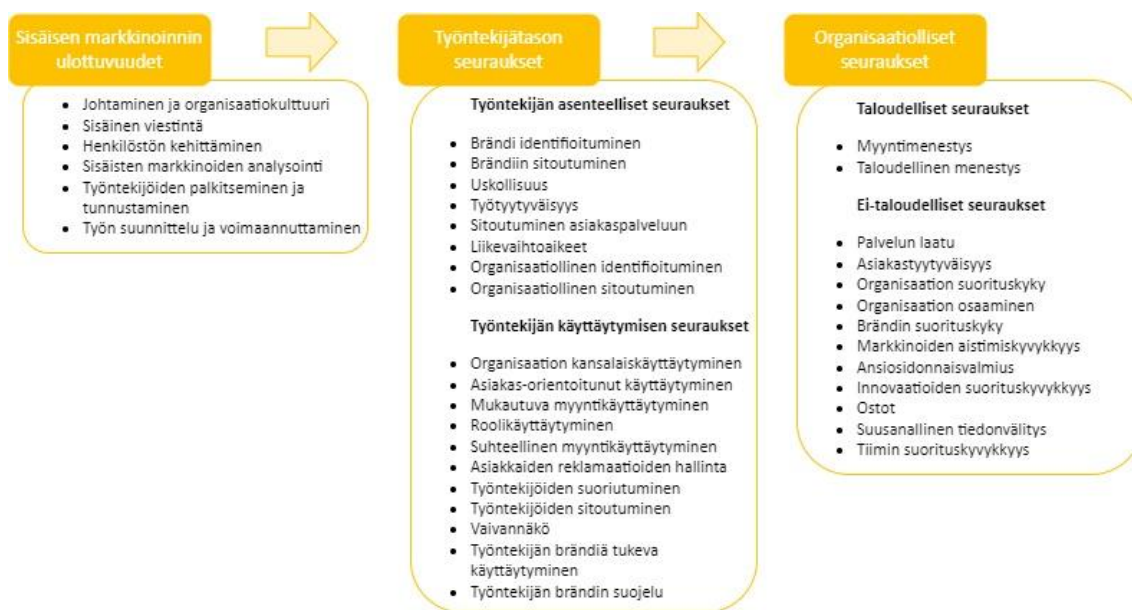 Sisäisen markkinoinnin
ulottuvuudet
Johtaminen ja organisaatiokulttuuri
Sisäinen viestintä
Henkilöstön kehittäminen
Sisäisten markkinoiden analysointi
Työntekijöiden palkitseminen ja
tunnustaminen
Työn suunnittelu ja voimaannuttaminen
Työntekijätason
seuraukset
Työntekijän asenteelliset seuraukset
Brändi identifioituminen
Brändiin sitoutuminen
Uskollisuus
Työtyytyväisyys
Sitoutuminen asiakaspalveluun
Liikevaihtoaikeet
Organisaatiollinen identifioituminen
Organisaatiollinen sitoutuminen
Työntekijän käyttäytymisen seuraukset
Organisaation kansalaiskäyttäytyminen
Asiakas-orientoitunut käyttäytyminen
Mukautuva myyntikäyttäytyminen
Roolikäyttäytyminen
Suhteellinen myyntikäyttäytyminen
Asiakkaiden reklamaatioiden hallinta
Työntekijöiden suoriutuminen
Työntekijöiden sitoutuminen
Vaivannäkö
Työntekijän brändiä tukeva
käyttäytyminen
Työntekijän brändin suojelu
Organisaatiolliset
seuraukset
Taloudelliset seuraukset
Myyntimenestys
Taloudellinen menestys
Ei-taloudelliset seuraukset
Palvelun laatu
Asiakastyytyväisyys
Organisaation suorituskyky
Organisaation osaaminen
Brändin suorituskyky
Markkinoiden aistimiskyvykkyys
Ansiosidonnaisvalmius
Innovaatioiden suorituskyvykkyys
Ostot
Suusanallinen tiedonvälitys
Tiimin suorituskyvykkyys